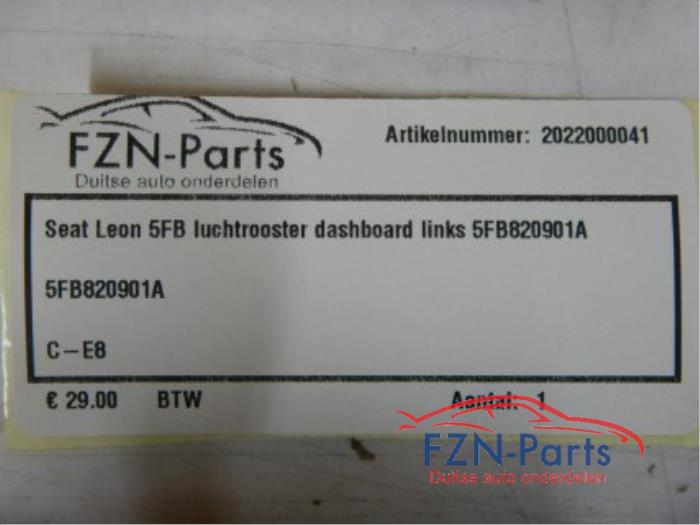 FZN-Parts
Duitse auto onderdelen
Artikelnummer: 2022000041
Seat Leon 5FB luchtrooster dashboard links 5FB820901A
5FB820901A
C-E8
€ 29.00 BTW Aantal: 1
FZN-Parts
Duitse auto onderdelen